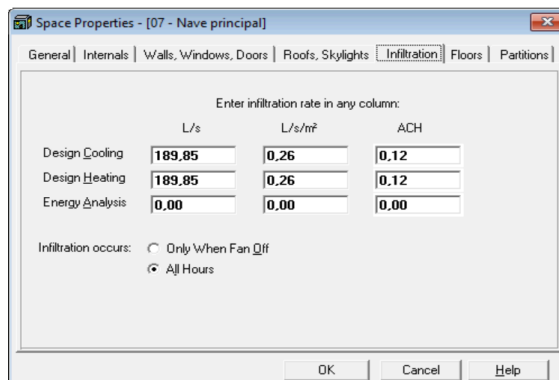 Space Properties - [07 - Nave principal]
General Internals Walls, Windows, Doors Roofs, Skylights Infiltration Floors Partitions
Enter infiltration rate in any column:
L/s L/s/m² ACH
Design Cooling 189,85 0,26 0,12
Design Heating 189,85 0,26 0,12
Energy Analysis 0,00 0,00 0,00
Infiltration occurs: Only When Fan Off
All Hours
OK Cancel Help